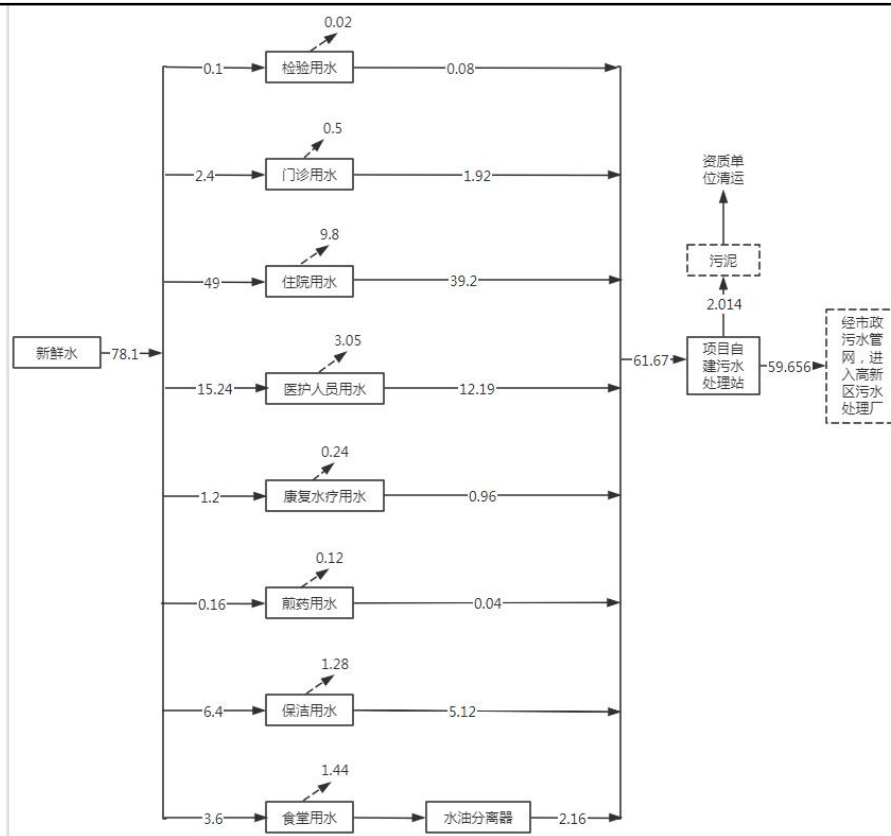 0.02
0.1
检验用水
0.08
0.5
2.4
门诊用水
1.92
资质单
位清运
9.8
49
住院用水
39.2
污泥
2.014
新鲜水
78.1
3.05
15.24
医护人员用水
12.19
61.67
项目自
建污水
处理站
59.656
经市政
污水管
网，进
入高新
区污水
处理厂
0.24
1.2
康复水疗用水
0.96
0.12
0.16
煎药用水
0.04
1.28
6.4
保洁用水
5.12
1.44
3.6
食堂用水
水油分离器
2.16